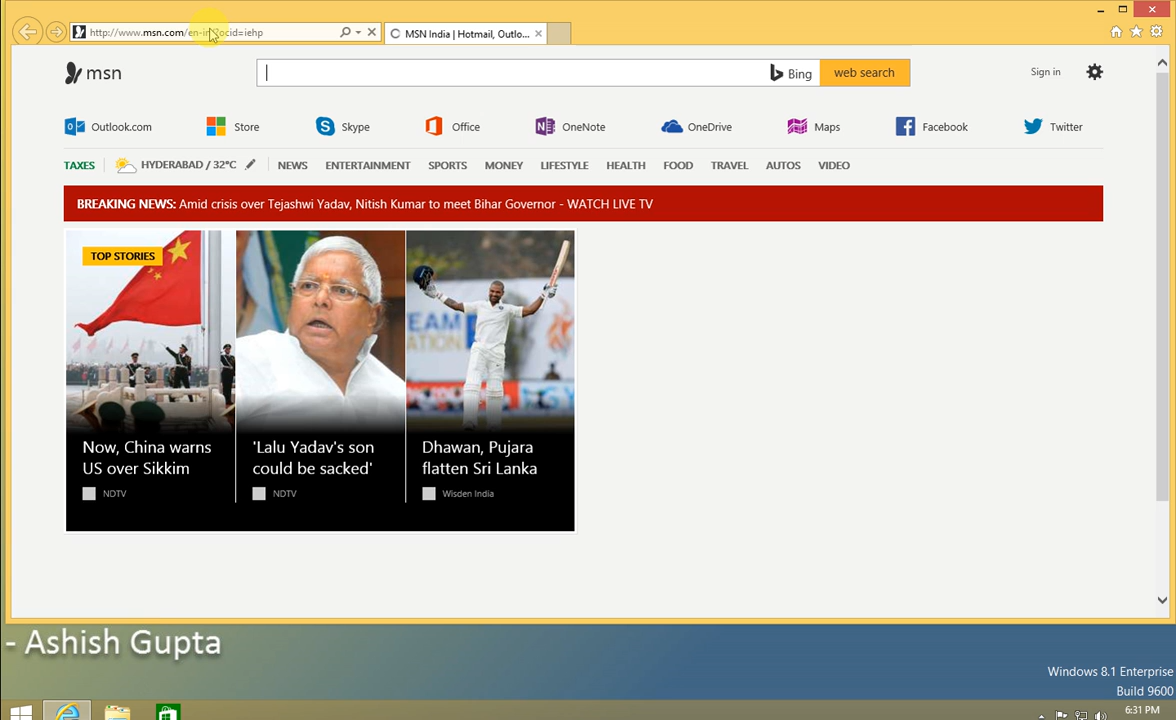 http://www.msn.com/en-in/?ocid=iehp
MSN India | Hotmail, Outlo...
msn
Bing
web search
Sign in
Outlook.com
Store
Skype
Office
OneNote
OneDrive
Maps
Facebook
Twitter
TAXES
HYDERABAD / 32°C
NEWS
ENTERTAINMENT
SPORTS
MONEY
LIFESTYLE
HEALTH
FOOD
TRAVEL
AUTOS
VIDEO
BREAKING NEWS: Amid crisis over Tejashwi Yadav, Nitish Kumar to meet Bihar Governor - WATCH LIVE TV
TOP STORIES
Now, China warns
US over Sikkim
NDTV
'Lalu Yadav's son
could be sacked'
NDTV
Dhawan, Pujara
flatten Sri Lanka
Wisden India
- Ashish Gupta
Windows 8.1 Enterprise
Build 9600
6:31 PM